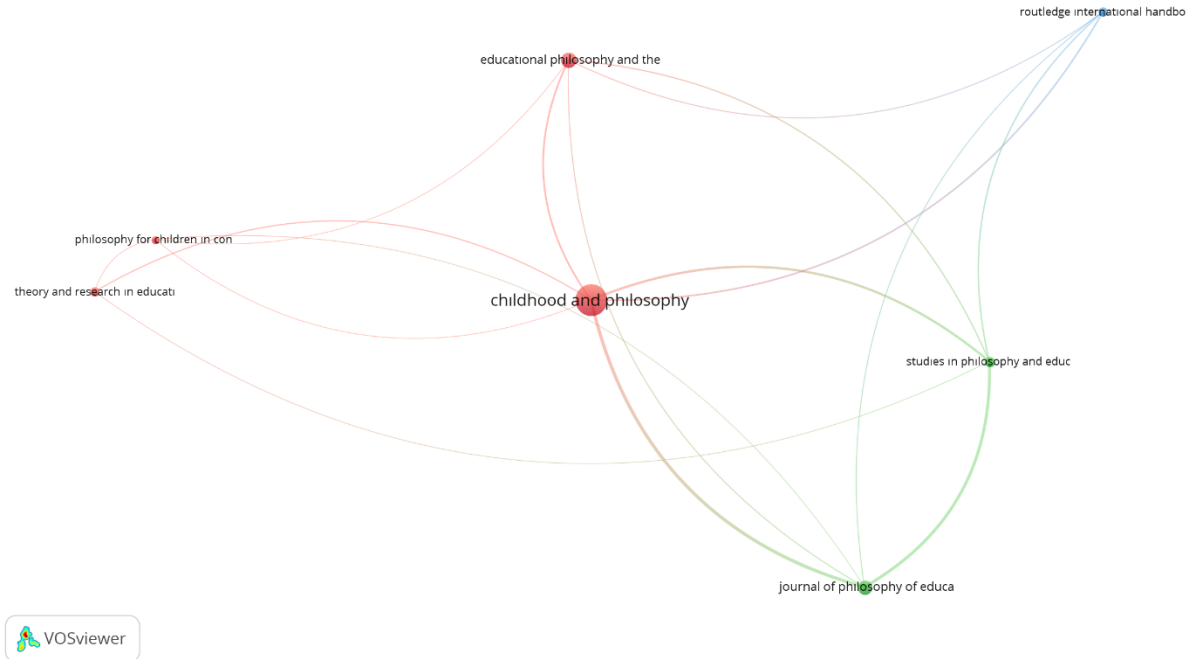 routledge international handbo
educational philosophy and the
philosophy for children in con
theory and research in educati
childhood and philosophy
studies in philosophy and educ
journal of philosophy of educa
VOSviewer